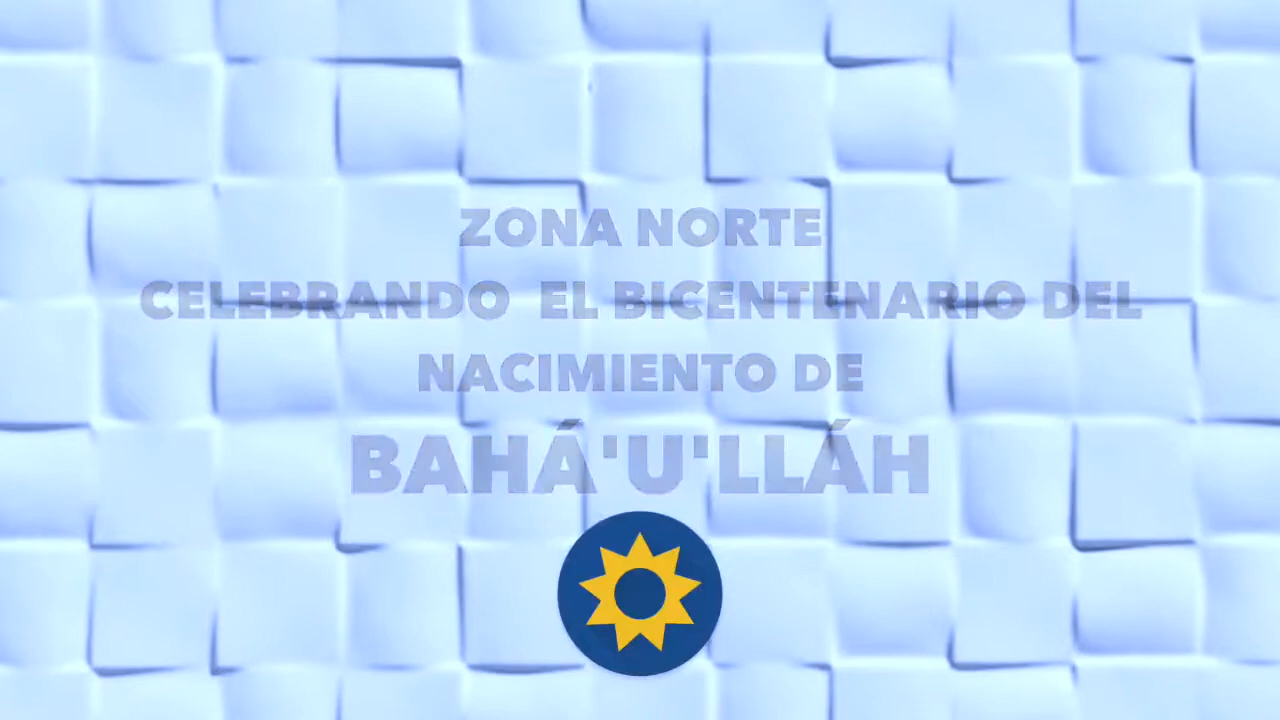 ZONA NORTE
CELEBRANDO EL BICENTENARIO DEL
NACIMIENTO DE
BAHÁ'U'LLÁH